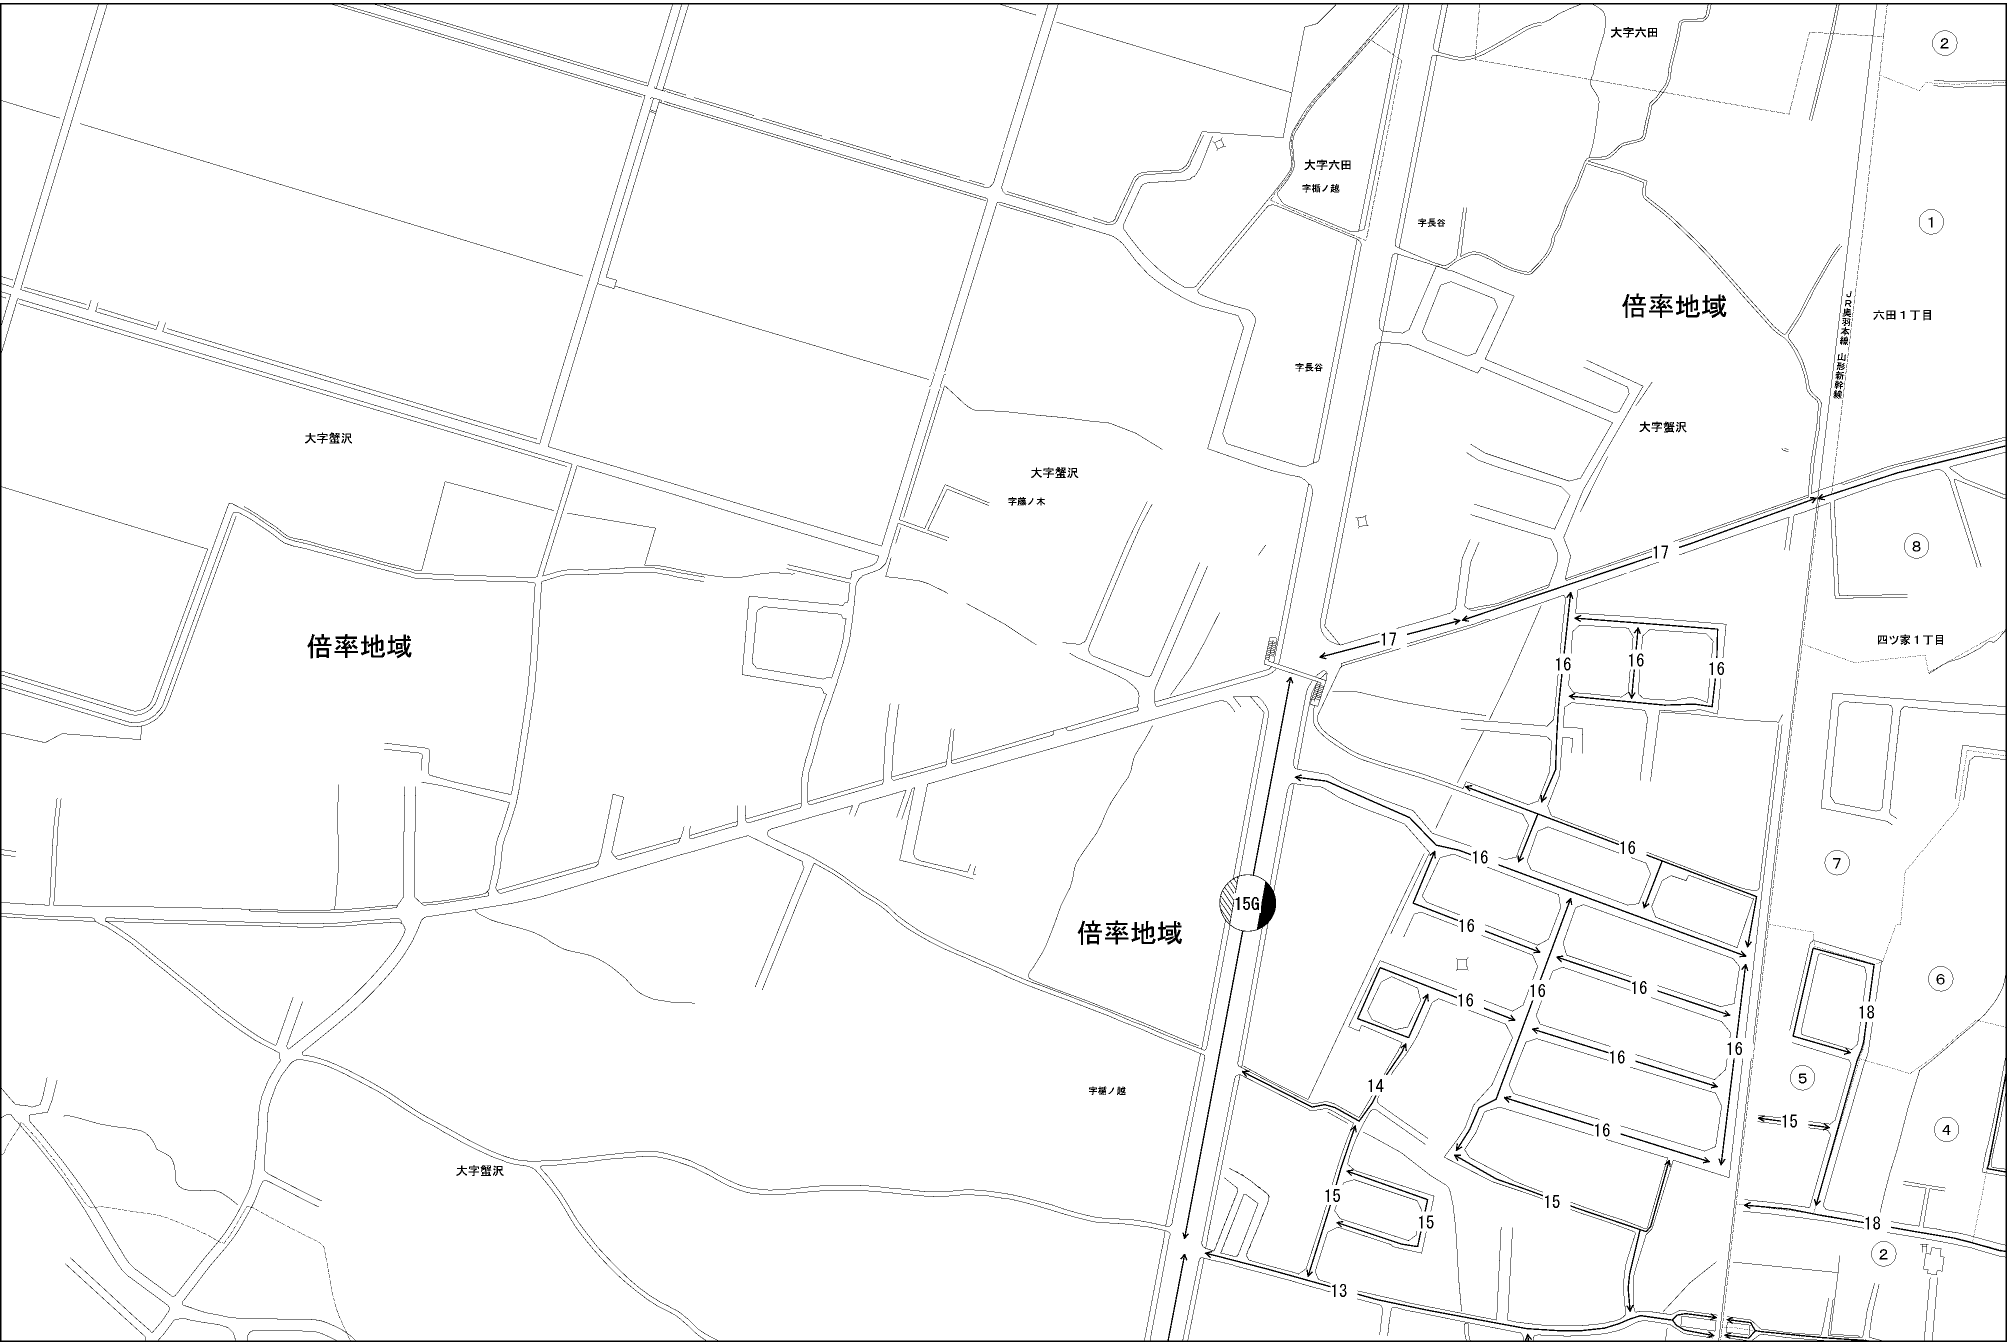 大字六田
②
大字六田
字楯ノ越
字長谷
①
倍率地域
JR奥羽本線 山形新幹線
六田1丁目
字長谷
大字蟹沢
大字蟹沢
大字蟹沢
字藤ノ木
17
⑧
倍率地域
17
四ツ家1丁目
16
16
16
16
16
⑦
15G
倍率地域
16
⑥
16
16
16
18
16
16
⑤
14
字楯ノ越
15
④
16
大字蟹沢
15
15
15
18
②
13